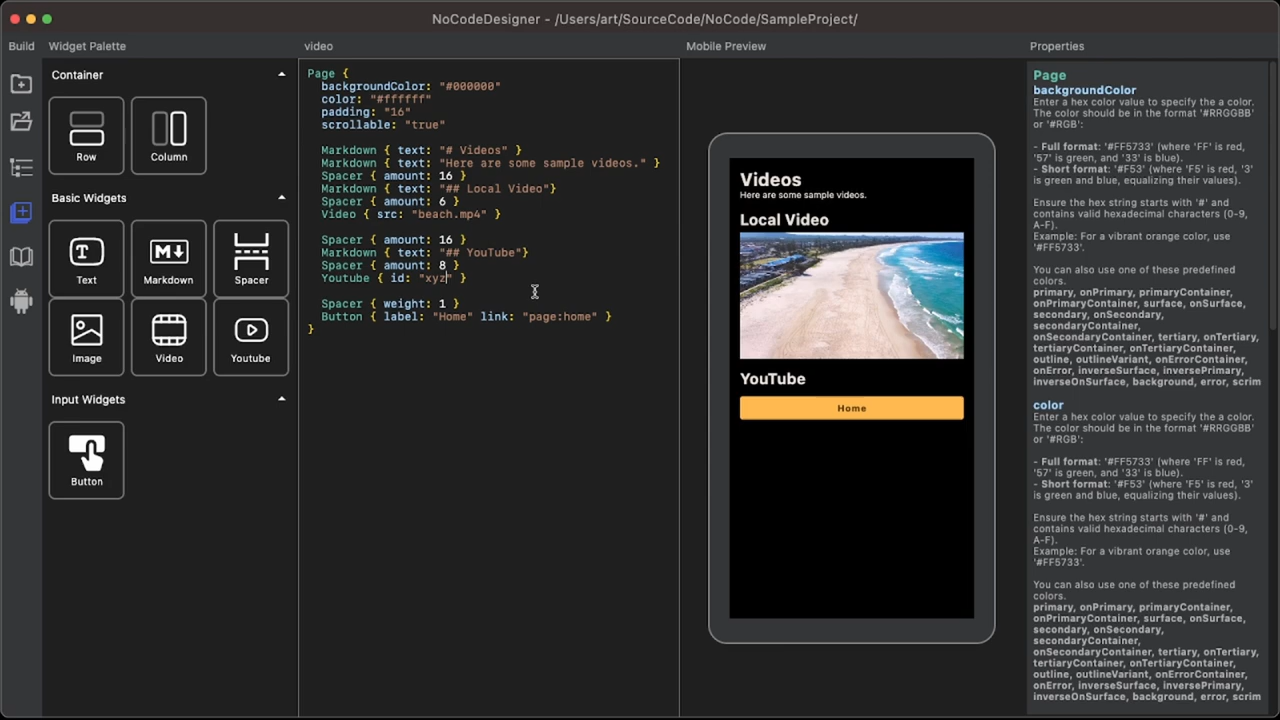 NoCodeDesigner - /Users/art/SourceCode/NoCode/SampleProject/
Build
Widget Palette
Container
Row
Column
Basic Widgets
Text
Markdown
Spacer
Image
Video
Youtube
Input Widgets
Button
video
Page {
  backgroundColor: "#000000"
  color: "#ffffff"
  padding: "16"
  scrollable: "true"
  Markdown { text: "# Videos" }
  Markdown { text: "Here are some sample videos." }
  Spacer { amount: 16 }
  Markdown { text: "## Local Video"}
  Spacer { amount: 6 }
  Video { src: "beach.mp4" }
  Spacer { amount: 16 }
  Markdown { text: "## YouTube"}
  Spacer { amount: 8 }
  Youtube { id: "xyz" }
  Spacer { weight: 1 }
  Button { label: "Home" link: "page:home" }
}
Mobile Preview
Videos
Here are some sample videos.
Local Video
YouTube
Home
Properties
Page
backgroundColor
Enter a hex color value to specify the a color.
The color should be in the format '#RRGGBB'
or '#RGB':
- Full format: '#FF5733' (where 'FF' is red,
'57' is green, and '33' is blue).
- Short format: '#F53' (where 'F5' is red, '3'
is green and blue, equalizing their values).
Ensure the hex string starts with '#' and
contains valid hexadecimal characters (0-9,
A-F).
Example: For a vibrant orange color, use
'#FF5733'.
You can also use one of these predefined
colors.
primary, onPrimary, primaryContainer,
onPrimaryContainer, surface, onSurface,
secondary, onSecondary,
secondaryContainer,
onSecondaryContainer, tertiary, onTertiary,
tertiaryContainer, onTertiaryContainer,
outline, outlineVariant, onErrorContainer,
onError, inverseSurface, inversePrimary,
inverseOnSurface, background, error, scrim
color
Enter a hex color value to specify the a color.
The color should be in the format '#RRGGBB'
or '#RGB':
- Full format: '#FF5733' (where 'FF' is red,
'57' is green, and '33' is blue).
- Short format: '#F53' (where 'F5' is red, '3'
is green and blue, equalizing their values).
Ensure the hex string starts with '#' and
contains valid hexadecimal characters (0-9,
A-F).
Example: For a vibrant orange color, use
'#FF5733'.
You can also use one of these predefined
colors.
primary, onPrimary, primaryContainer,
onPrimaryContainer, surface, onSurface,
secondary, onSecondary,
secondaryContainer,
onSecondaryContainer, tertiary, onTertiary,
tertiaryContainer, onTertiaryContainer,
outline, outlineVariant, onErrorContainer,
onError, inverseSurface, inversePrimary,
inverseOnSurface, background, error, scrim